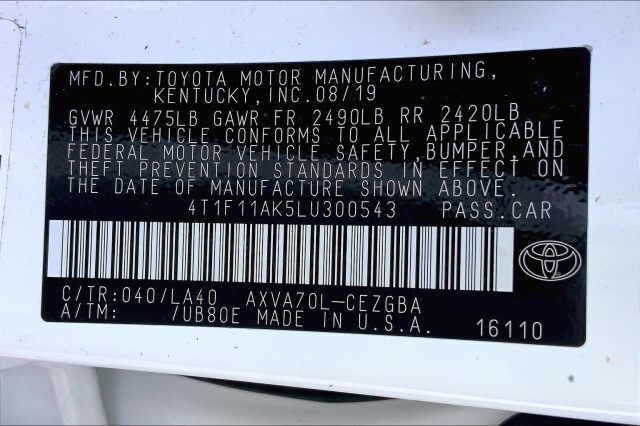 MFD.BY:TOYOTA MOTOR MANUFACTURING,
KENTUCKY,INC.08/19
GVWR 4475LB GAWR FR 2490LB RR 2420LB
THIS VEHICLE CONFORMS TO ALL APPLICABLE
FEDERAL MOTOR VEHICLE SAFETY,BUMPER,AND
THEFT PREVENTION STANDARDS IN EFFECT ON
THE DATE OF MANUFACTURE SHOWN ABOVE.
4T1F11AK5LU300543 PASS.CAR
C/TR:040/LA40 AXVA70L-CEZGBA
A/TM: /UB80E MADE IN U.S.A. 16110